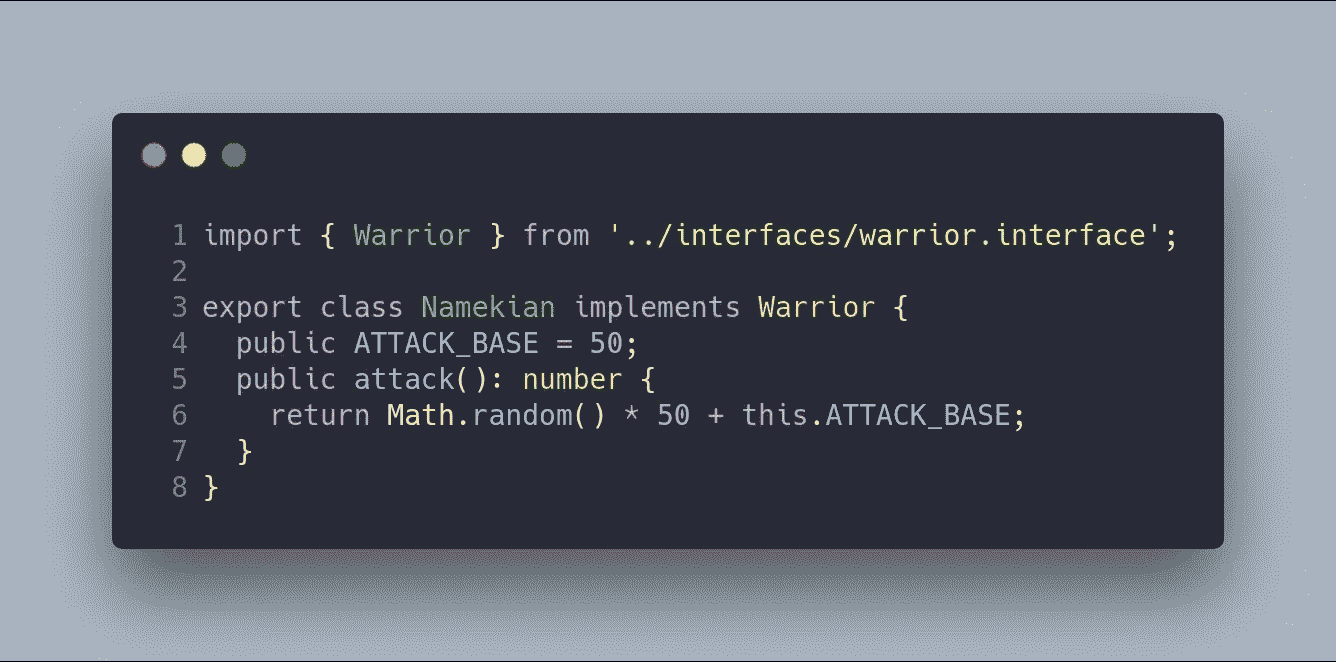 1 import { Warrior } from '../interfaces/warrior.interface';
2
3 export class Namekian implements Warrior {
4   public ATTACK_BASE = 50;
5   public attack(): number {
6     return Math.random() * 50 + this.ATTACK_BASE;
7   }
8 }